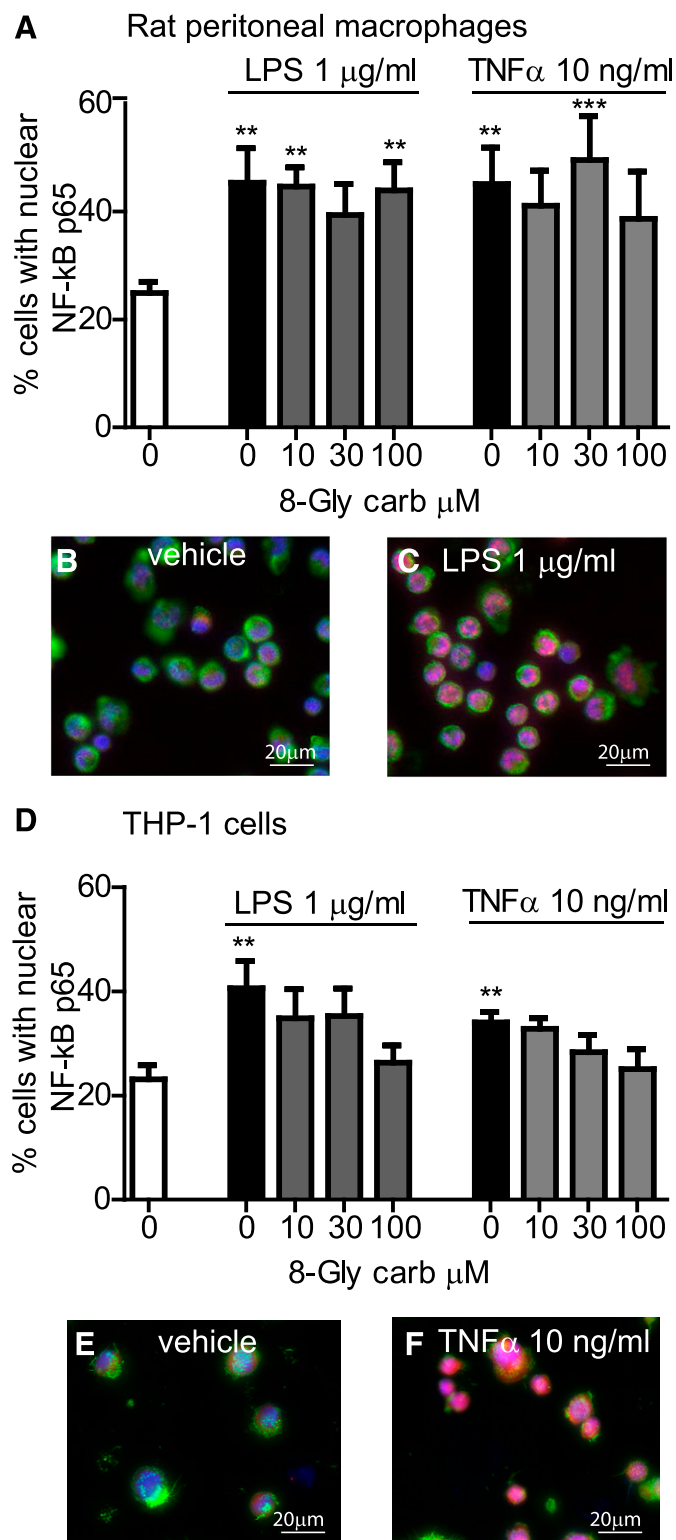 A Rat peritoneal macrophages
LPS 1 μg/ml TNFα 10 ng/ml
% cells with nuclear
NF-kB p65
60
40
20
0
** ** ** ** ***
0 0 10 30 100 0 10 30 100
8-Gly carb μM
B vehicle
20μm
C LPS 1 μg/ml
20μm
D THP-1 cells
LPS 1 μg/ml TNFα 10 ng/ml
% cells with nuclear
NF-kB p65
60
40
20
0
** **
0 0 10 30 100 0 10 30 100
8-Gly carb μM
E vehicle
20μm
F TNFα 10 ng/ml
20μm